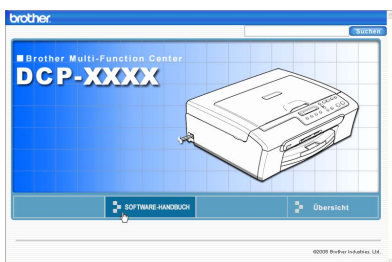 brother.
Suchen
Brother Multi-Function Center
DCP-XXXX
SOFTWARE-HANDBUCH
Übersicht
©2006 Brother Industries, Ltd.